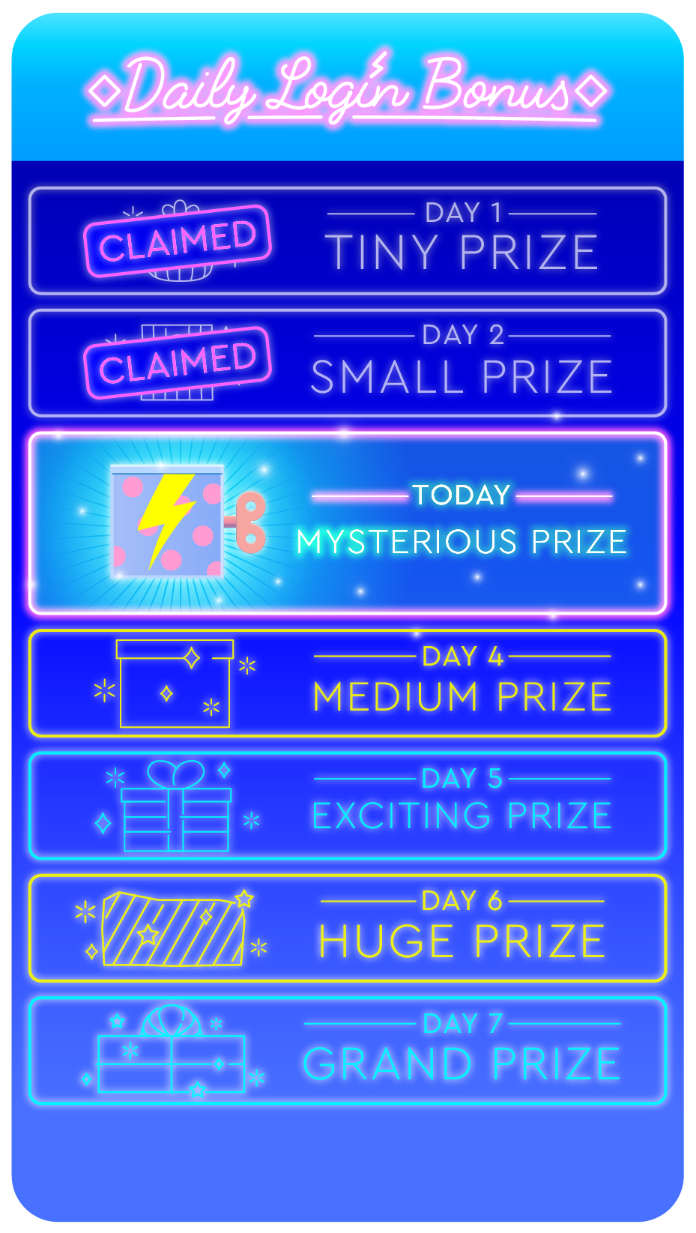 Daily Login Bonus
CLAIMED
DAY 1
TINY PRIZE
CLAIMED
DAY 2
SMALL PRIZE
TODAY
MYSTERIOUS PRIZE
DAY 4
MEDIUM PRIZE
DAY 5
EXCITING PRIZE
DAY 6
HUGE PRIZE
DAY 7
GRAND PRIZE